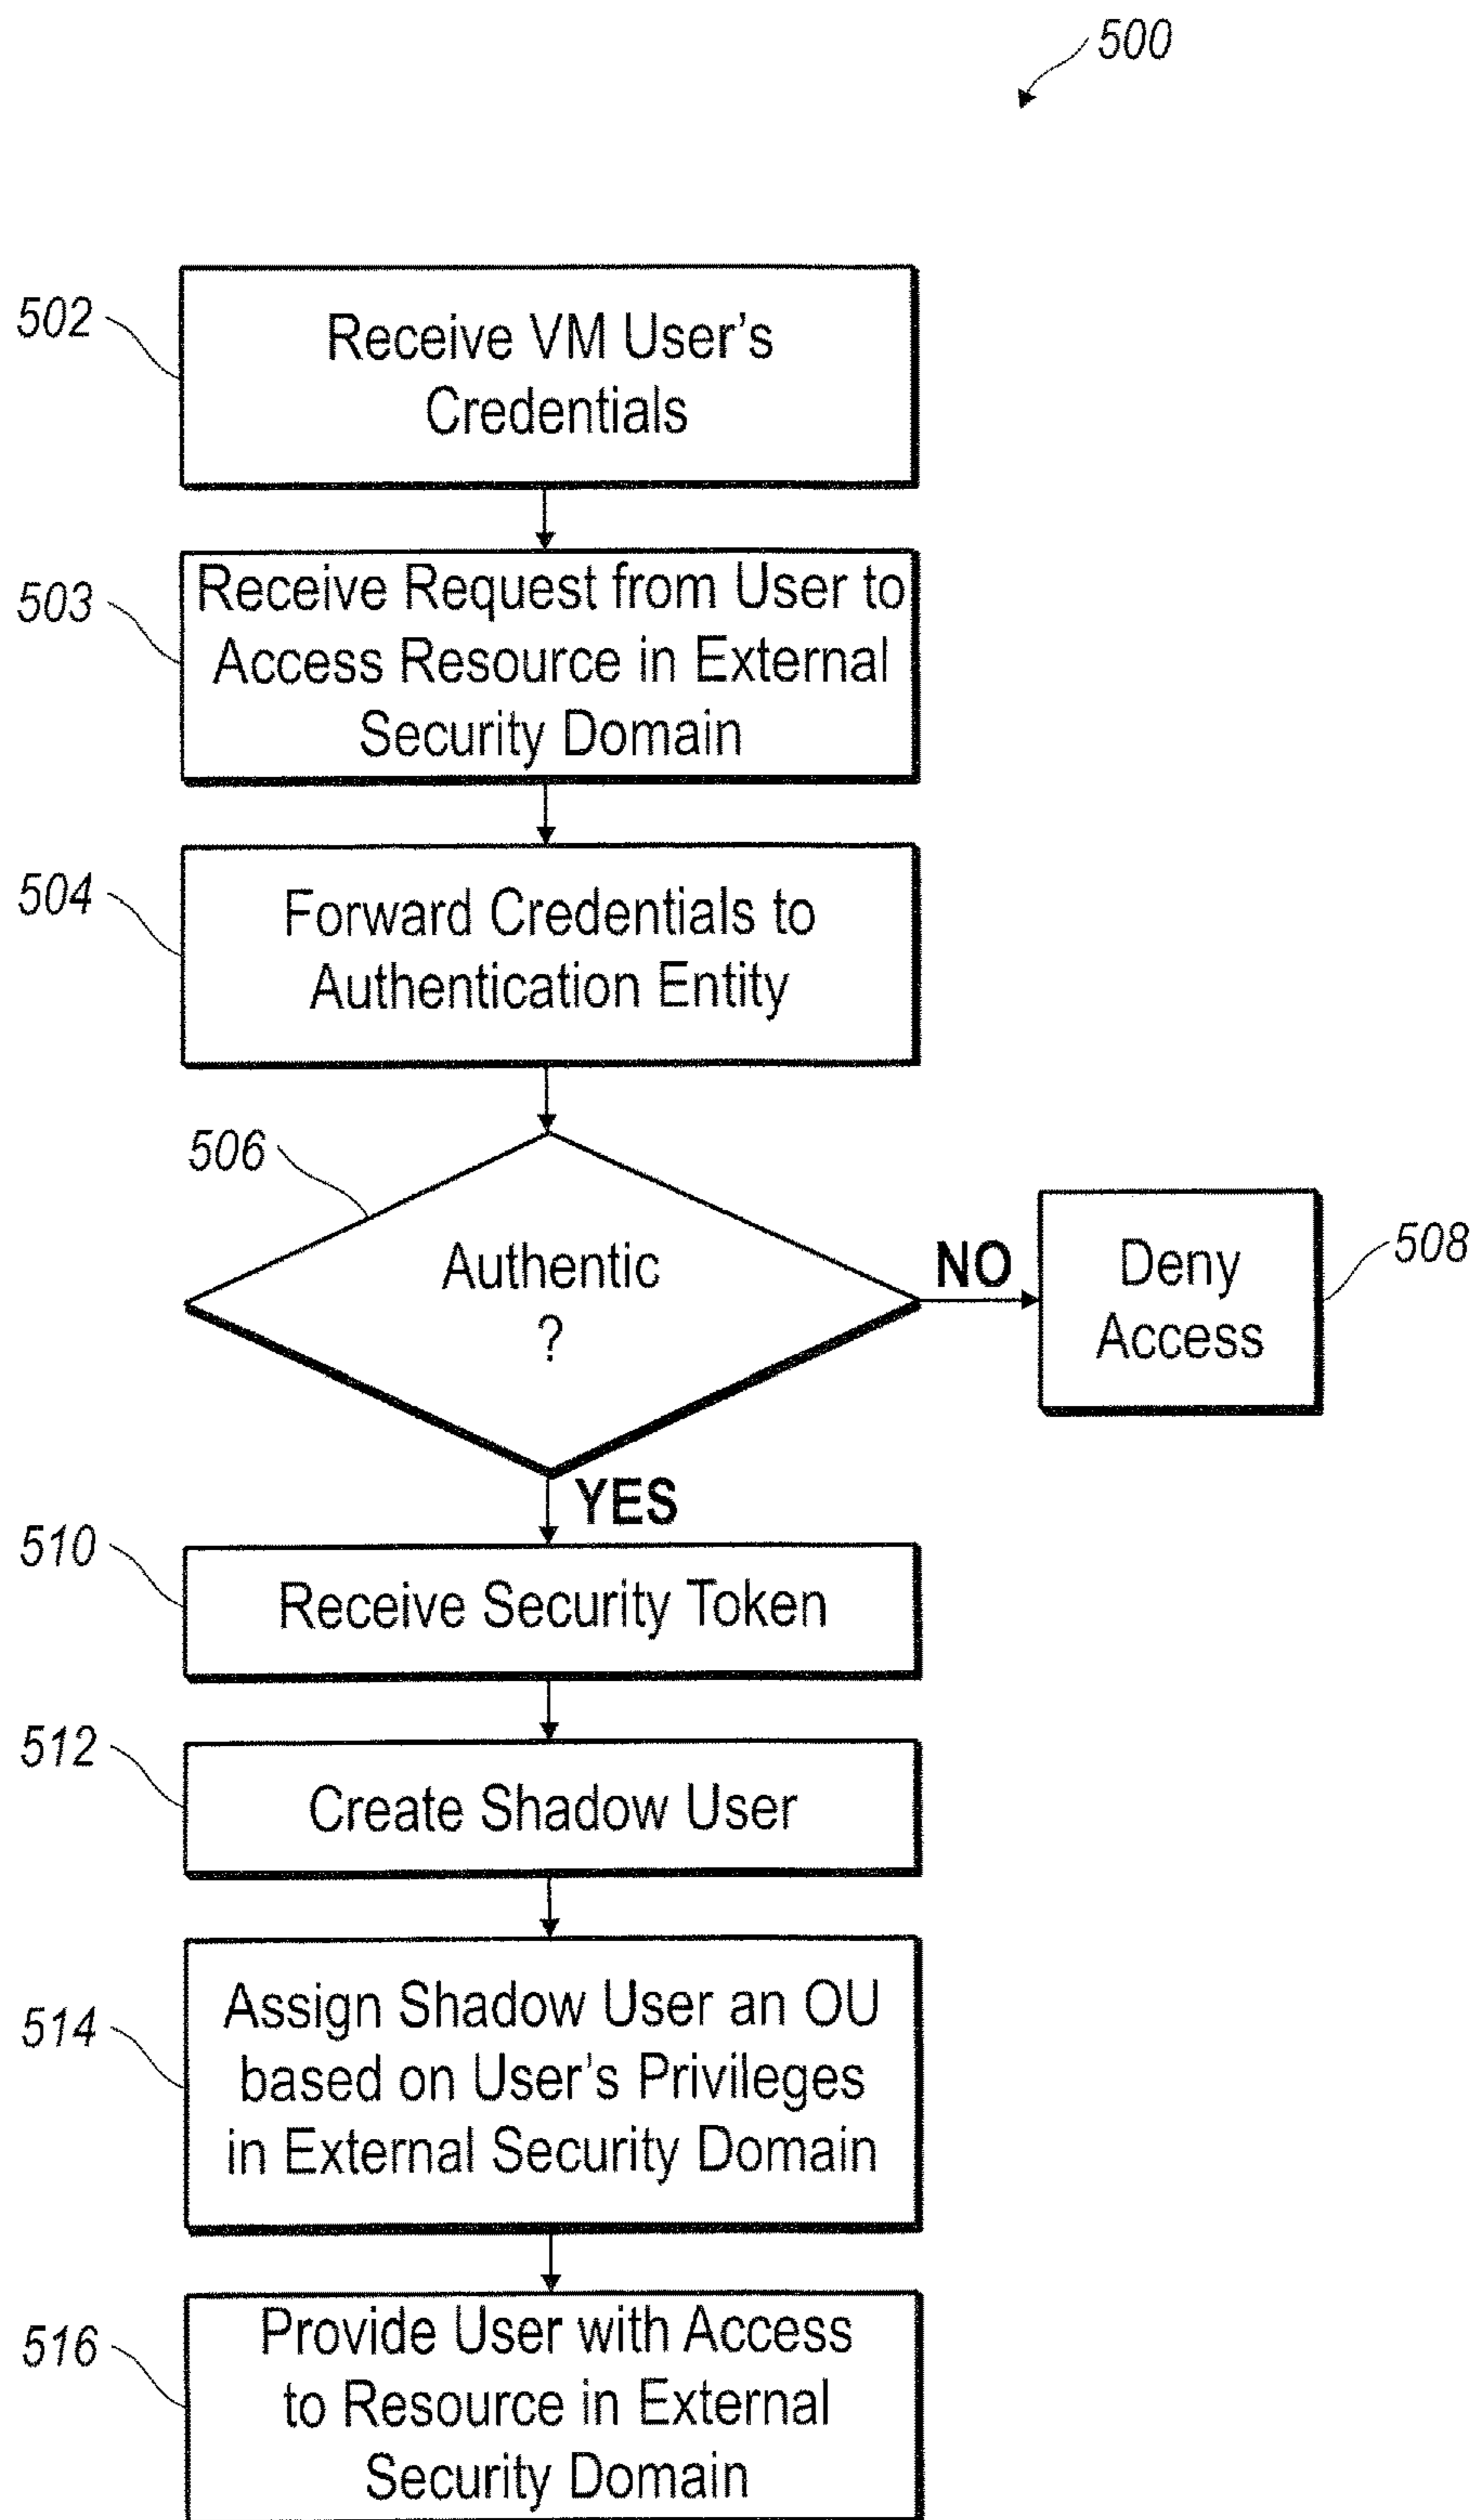 500
502
Receive VM User's
Credentials
503
Receive Request from User to
Access Resource in External
Security Domain
504
Forward Credentials to
Authentication Entity
506
Authentic
?
NO
Deny
Access
508
YES
510
Receive Security Token
512
Create Shadow User
514
Assign Shadow User an OU
based on User's Privileges
in External Security Domain
516
Provide User with Access
to Resource in External
Security Domain